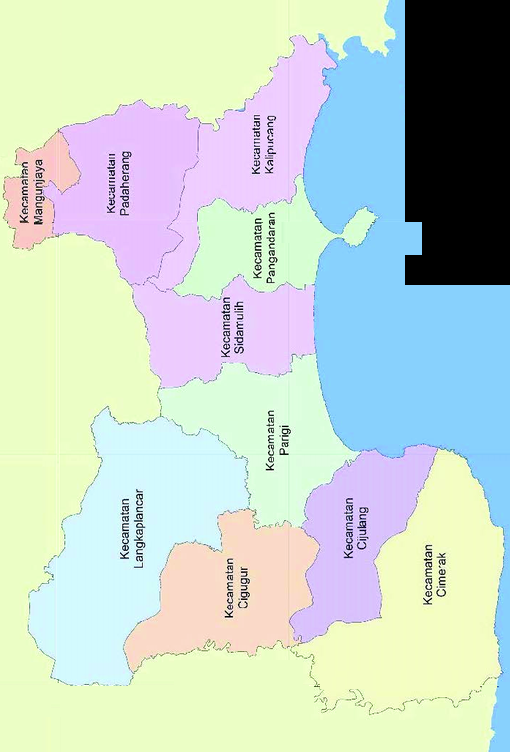 Kecamatan
Langkaplancar
Kecamatan
Cigugur
Kecamatan
Cimerak
Kecamatan
Cijulang
Kecamatan
Parigi
Kecamatan
Sidamulih
Kecamatan
Pangandaran
Kecamatan
Kalipucang
Kecamatan
Padaherang
Kecamatan
Mangunjaya